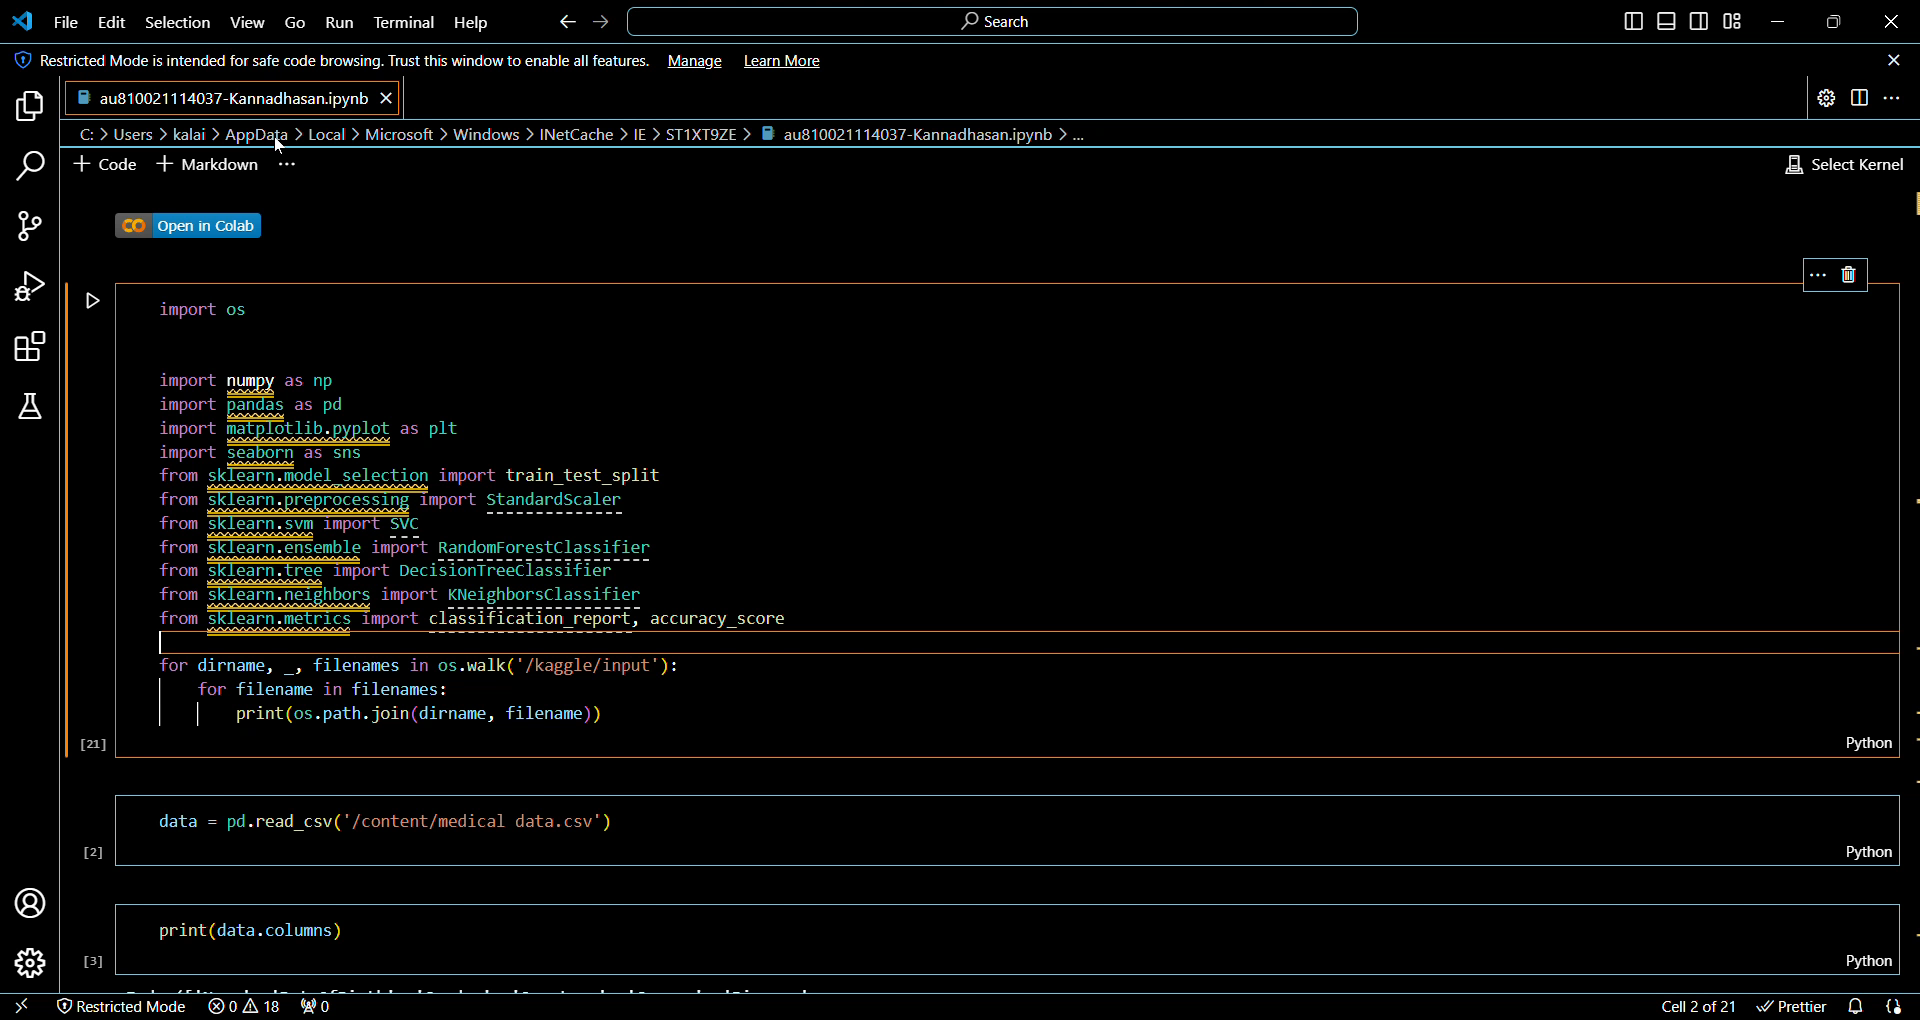 File Edit Selection View Go Run Terminal Help
Search
Restricted Mode is intended for safe code browsing. Trust this window to enable all features. Manage Learn More
au810021114037-Kannadhasan.ipynb
C: > Users > kalai > AppData > Local > Microsoft > Windows > INetCache > IE > ST1XT9ZE > au810021114037-Kannadhasan.ipynb > ...
+ Code + Markdown ...
Select Kernel
CO Open in Colab
import os
import numpy as np
import pandas as pd
import matplotlib.pyplot as plt
import seaborn as sns
from sklearn.model_selection import train_test_split
from sklearn.preprocessing import StandardScaler
from sklearn.svm import SVC
from sklearn.ensemble import RandomForestClassifier
from sklearn.tree import DecisionTreeClassifier
from sklearn.neighbors import KNeighborsClassifier
from sklearn.metrics import classification_report, accuracy_score
for dirname, _, filenames in os.walk('/kaggle/input'):
for filename in filenames:
print(os.path.join(dirname, filename))
[21]
Python
data = pd.read_csv('/content/medical data.csv')
[2]
Python
print(data.columns)
[3]
Python
Restricted Mode 0 18 0
Cell 2 of 21 Prettier